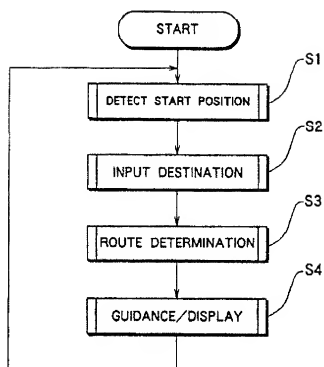 START
S1
DETECT START POSITION
S2
INPUT DESTINATION
S3
ROUTE DETERMINATION
S4
GUIDANCE/DISPLAY